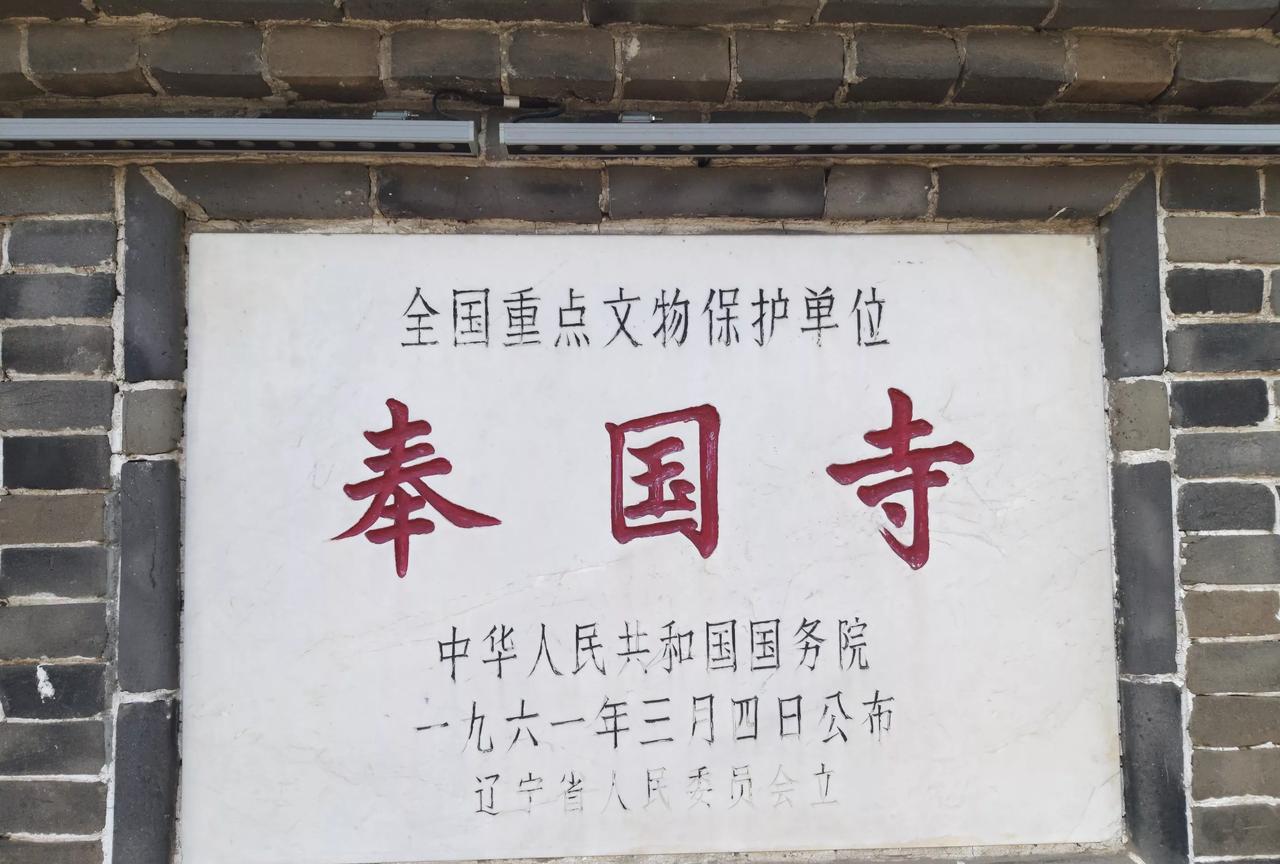 全国重点文物保护单位
奉国寺
中华人民共和国国务院
一九六一年三月四日公布
辽宁省人民委员会立